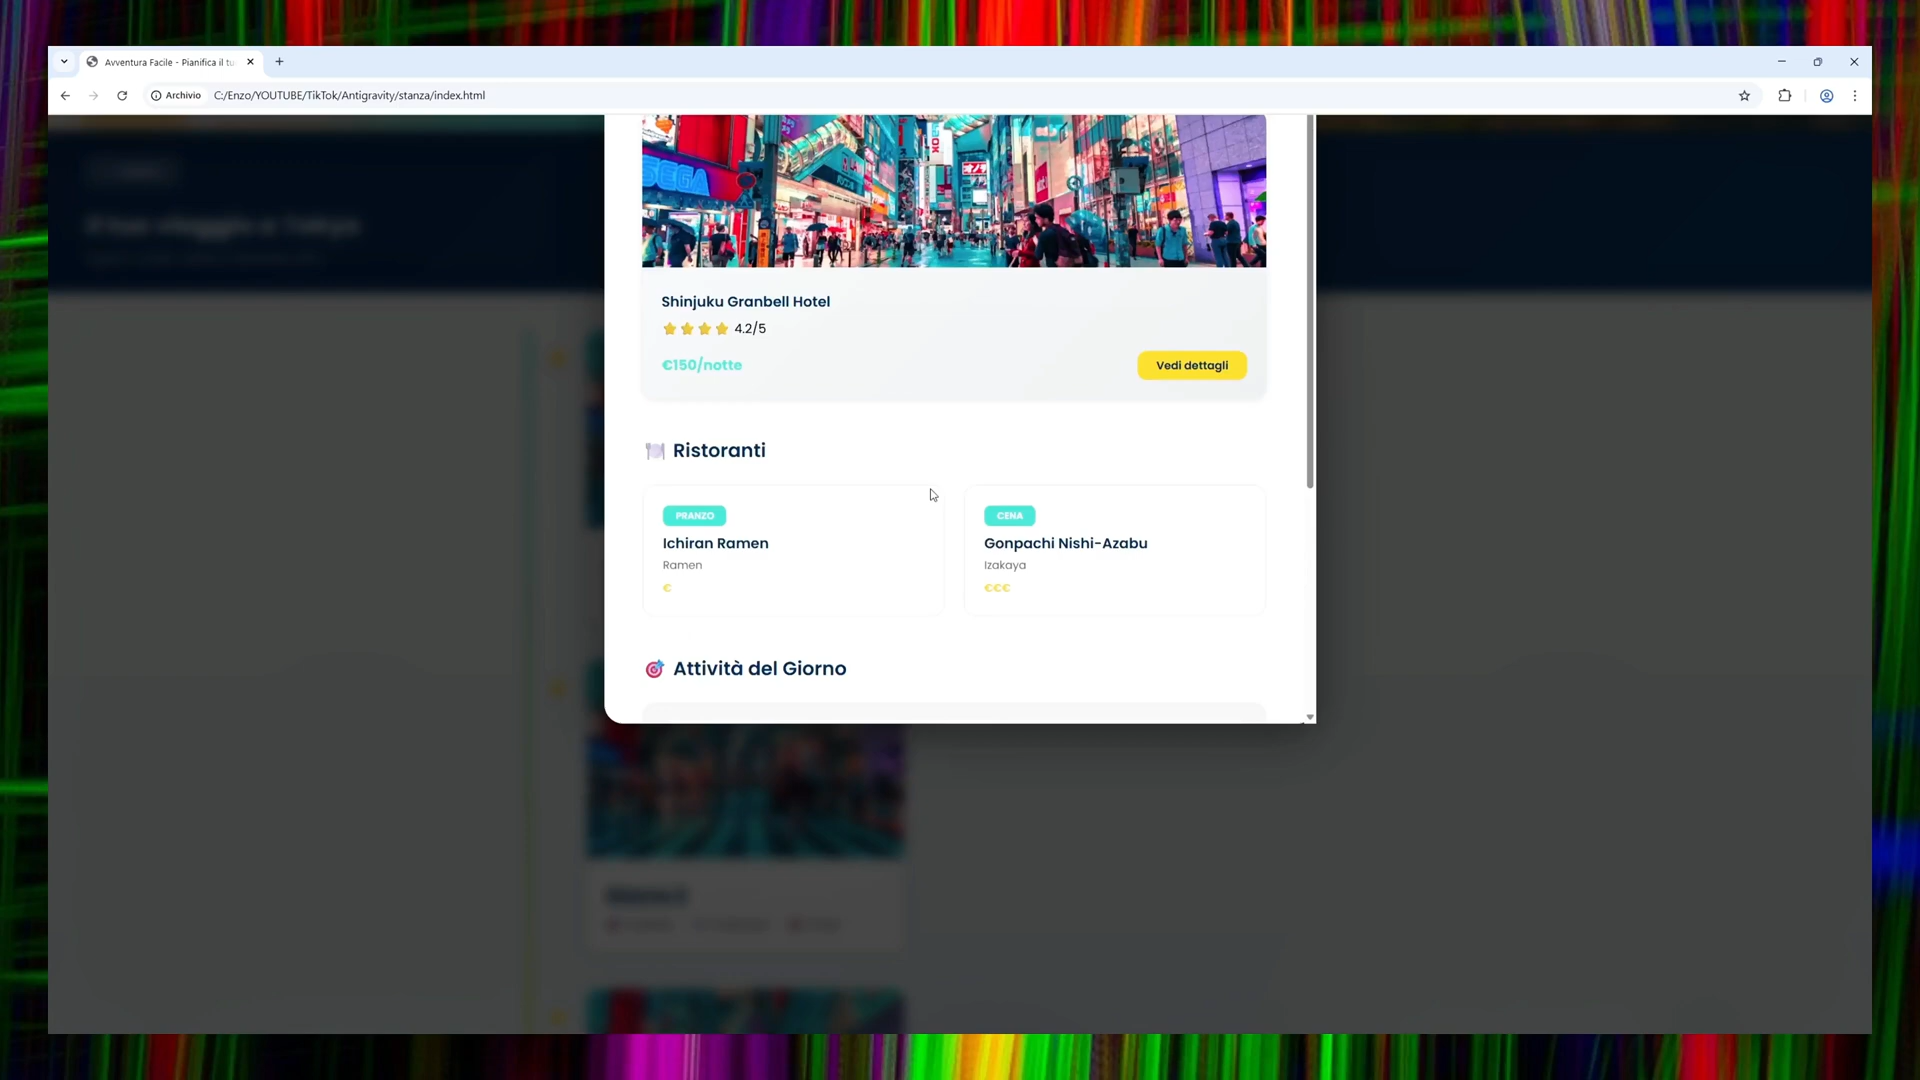 Avventura Facile - Pianifica il tu
Archivio
C:/Enzo/YOUTUBE/TikTok/Antigravity/stanza/index.html
SEGA
Shinjuku Granbell Hotel
4.2/5
€150/notte
Vedi dettagli
Ristoranti
PRANZO
Ichiran Ramen
Ramen
€
CENA
Gonpachi Nishi-Azabu
Izakaya
€€€
Attività del Giorno